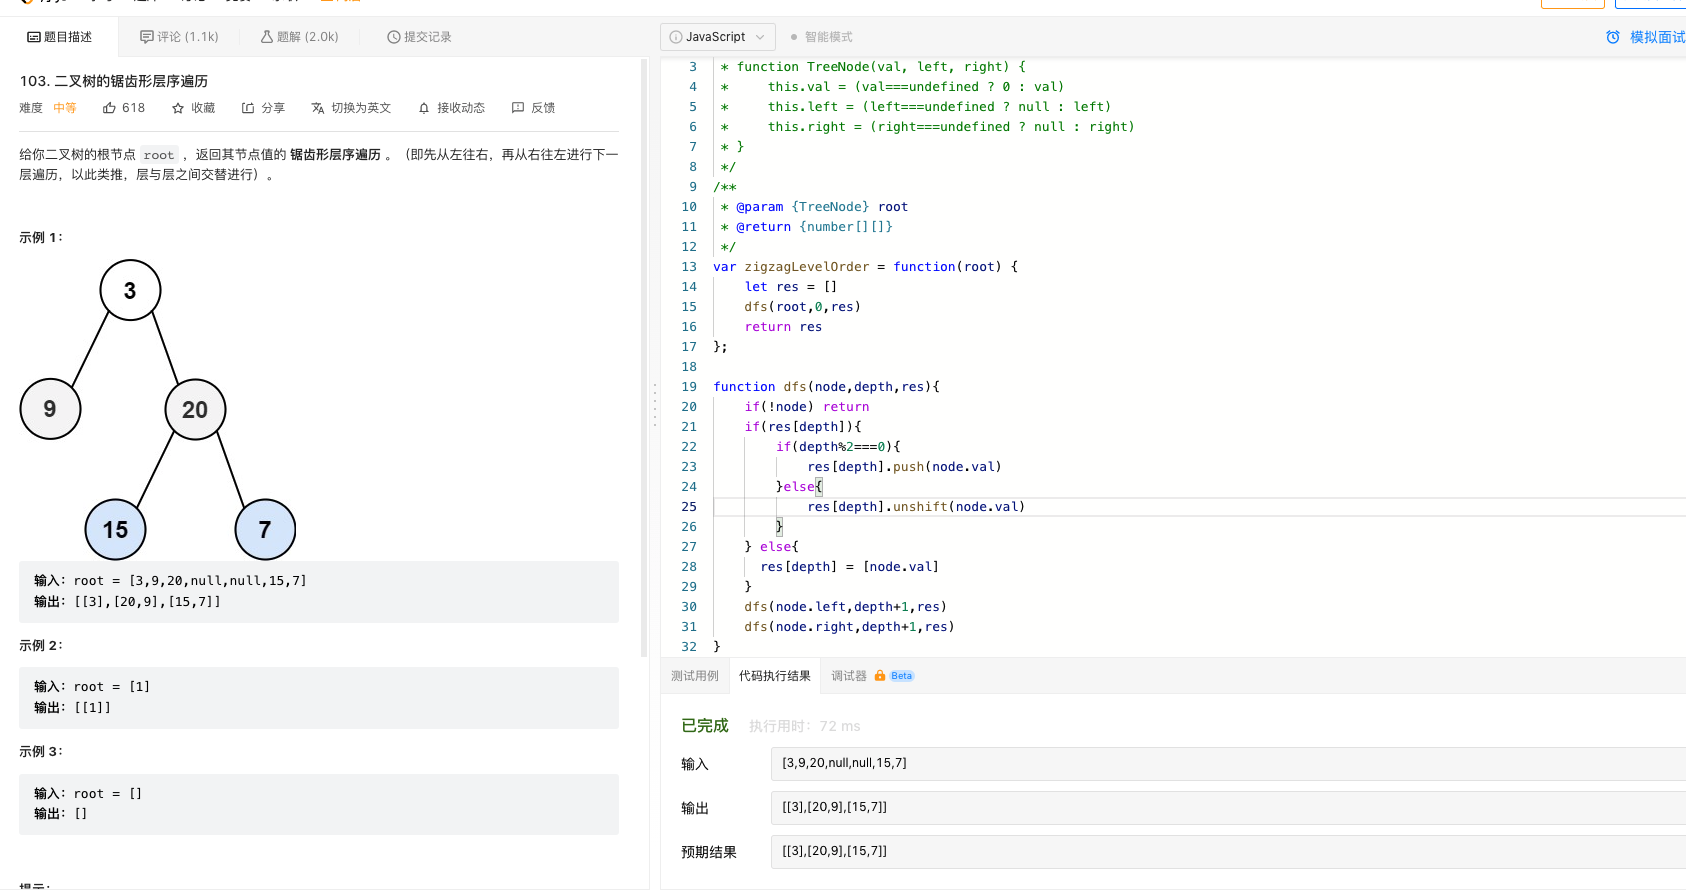 题目描述
评论 (1.1k)
题解 (2.0k)
提交记录
103. 二叉树的锯齿形层序遍历
难度 中等 618 收藏 分享 切换为英文 接收动态 反馈
给你二叉树的根节点 root ，返回其节点值的 锯齿形层序遍历 。（即先从左往右，再从右往左进行下一
层遍历，以此类推，层与层之间交替进行）。
示例 1：
3
9
20
15
7
输入：root = [3,9,20,null,null,15,7]
输出：[[3],[20,9],[15,7]]
示例 2：
输入：root = [1]
输出：[[1]]
示例 3：
输入：root = []
输出：[]
JavaScript
智能模式
模拟面试
3 * function TreeNode(val, left, right) {
4 *     this.val = (val===undefined ? 0 : val)
5 *     this.left = (left===undefined ? null : left)
6 *     this.right = (right===undefined ? null : right)
7 * }
8 */
9 /**
10 * @param {TreeNode} root
11 * @return {number[][]}
12 */
13 var zigzagLevelOrder = function(root) {
14     let res = []
15     dfs(root,0,res)
16     return res
17 };
18
19 function dfs(node,depth,res){
20     if(!node) return
21     if(res[depth]){
22         if(depth%2===0){
23             res[depth].push(node.val)
24         }else{
25             res[depth].unshift(node.val)
26         }
27     } else{
28       res[depth] = [node.val]
29     }
30     dfs(node.left,depth+1,res)
31     dfs(node.right,depth+1,res)
32 }
测试用例
代码执行结果
调试器 Beta
已完成 执行用时：72 ms
输入 [3,9,20,null,null,15,7]
输出 [[3],[20,9],[15,7]]
预期结果 [[3],[20,9],[15,7]]